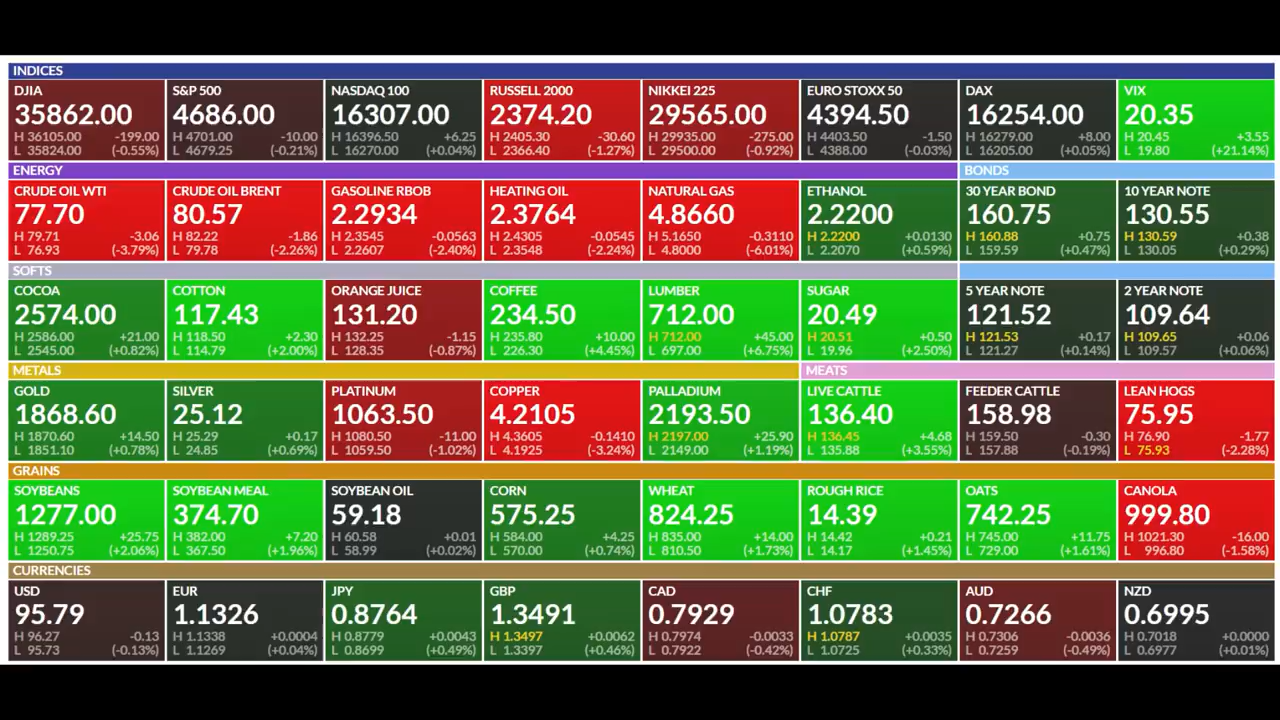 INDICES
DJIA S&P 500 NASDAQ 100 RUSSELL 2000 NIKKEI 225 EURO STOXX 50 DAX VIX
35862.00 4686.00 16307.00 2374.20 29565.00 4394.50 16254.00 20.35
H 36105.00 -199.00 H 4701.00 -10.00 H 16396.50 +6.25 H 2405.30 -30.60 H 29935.00 -275.00 H 4403.50 -1.50 H 16279.00 +8.00 H 20.45 +3.55
L 35824.00 (-0.55%) L 4679.25 (-0.21%) L 16270.00 (+0.04%) L 2366.40 (-1.27%) L 29500.00 (-0.92%) L 4388.00 (-0.03%) L 16205.00 (+0.05%) L 19.80 (+21.14%)
ENERGY BONDS
CRUDE OIL WTI CRUDE OIL BRENT GASOLINE RBOB HEATING OIL NATURAL GAS ETHANOL 30 YEAR BOND 10 YEAR NOTE
77.70 80.57 2.2934 2.3764 4.8660 2.2200 160.75 130.55
H 79.71 -3.06 H 82.22 -1.86 H 2.3545 -0.0563 H 2.4305 -0.0545 H 5.1650 -0.3110 H 2.2200 +0.0130 H 160.88 +0.75 H 130.59 +0.38
L 76.93 (-3.79%) L 79.78 (-2.26%) L 2.2607 (-2.40%) L 2.3548 (-2.24%) L 4.8000 (-6.01%) L 2.2070 (+0.59%) L 159.59 (+0.47%) L 130.05 (+0.29%)
SOFTS
COCOA COTTON ORANGE JUICE COFFEE LUMBER SUGAR 5 YEAR NOTE 2 YEAR NOTE
2574.00 117.43 131.20 234.50 712.00 20.49 121.52 109.64
H 2586.00 +21.00 H 118.50 +2.30 H 132.25 -1.15 H 235.80 +10.00 H 712.00 +45.00 H 20.51 +0.50 H 121.53 +0.17 H 109.65 +0.06
L 2545.00 (+0.82%) L 114.79 (+2.00%) L 128.35 (-0.87%) L 226.30 (+4.45%) L 697.00 (+6.75%) L 19.96 (+2.50%) L 121.27 (+0.14%) L 109.57 (+0.06%)
METALS MEATS
GOLD SILVER PLATINUM COPPER PALLADIUM LIVE CATTLE FEEDER CATTLE LEAN HOGS
1868.60 25.12 1063.50 4.2105 2193.50 136.40 158.98 75.95
H 1870.60 +14.50 H 25.29 +0.17 H 1080.50 -11.00 H 4.3605 -0.1410 H 2197.00 +25.90 H 136.45 +4.68 H 159.50 -0.30 H 76.90 -1.77
L 1851.10 (+0.78%) L 24.85 (+0.69%) L 1059.50 (-1.02%) L 4.1925 (-3.24%) L 2149.00 (+1.19%) L 135.88 (+3.55%) L 157.88 (-0.19%) L 75.93 (-2.28%)
GRAINS
SOYBEANS SOYBEAN MEAL SOYBEAN OIL CORN WHEAT ROUGH RICE OATS CANOLA
1277.00 374.70 59.18 575.25 824.25 14.39 742.25 999.80
H 1289.25 +25.75 H 382.00 +7.20 H 60.58 +0.01 H 584.00 +4.25 H 835.00 +14.00 H 14.42 +0.21 H 745.00 +11.75 H 1021.30 -16.00
L 1250.75 (+2.06%) L 367.50 (+1.96%) L 58.99 (+0.02%) L 570.00 (+0.74%) L 810.50 (+1.73%) L 14.17 (+1.45%) L 729.00 (+1.61%) L 996.80 (-1.58%)
CURRENCIES
USD EUR JPY GBP CAD CHF AUD NZD
95.79 1.1326 0.8764 1.3491 0.7929 1.0783 0.7266 0.6995
H 96.27 -0.13 H 1.1338 +0.0004 H 0.8779 +0.0043 H 1.3497 +0.0062 H 0.7974 -0.0033 H 1.0787 +0.0035 H 0.7306 -0.0036 H 0.7018 +0.0000
L 95.73 (-0.13%) L 1.1269 (+0.04%) L 0.8699 (+0.49%) L 1.3397 (+0.46%) L 0.7922 (-0.42%) L 1.0725 (+0.33%) L 0.7259 (-0.49%) L 0.6977 (+0.01%)